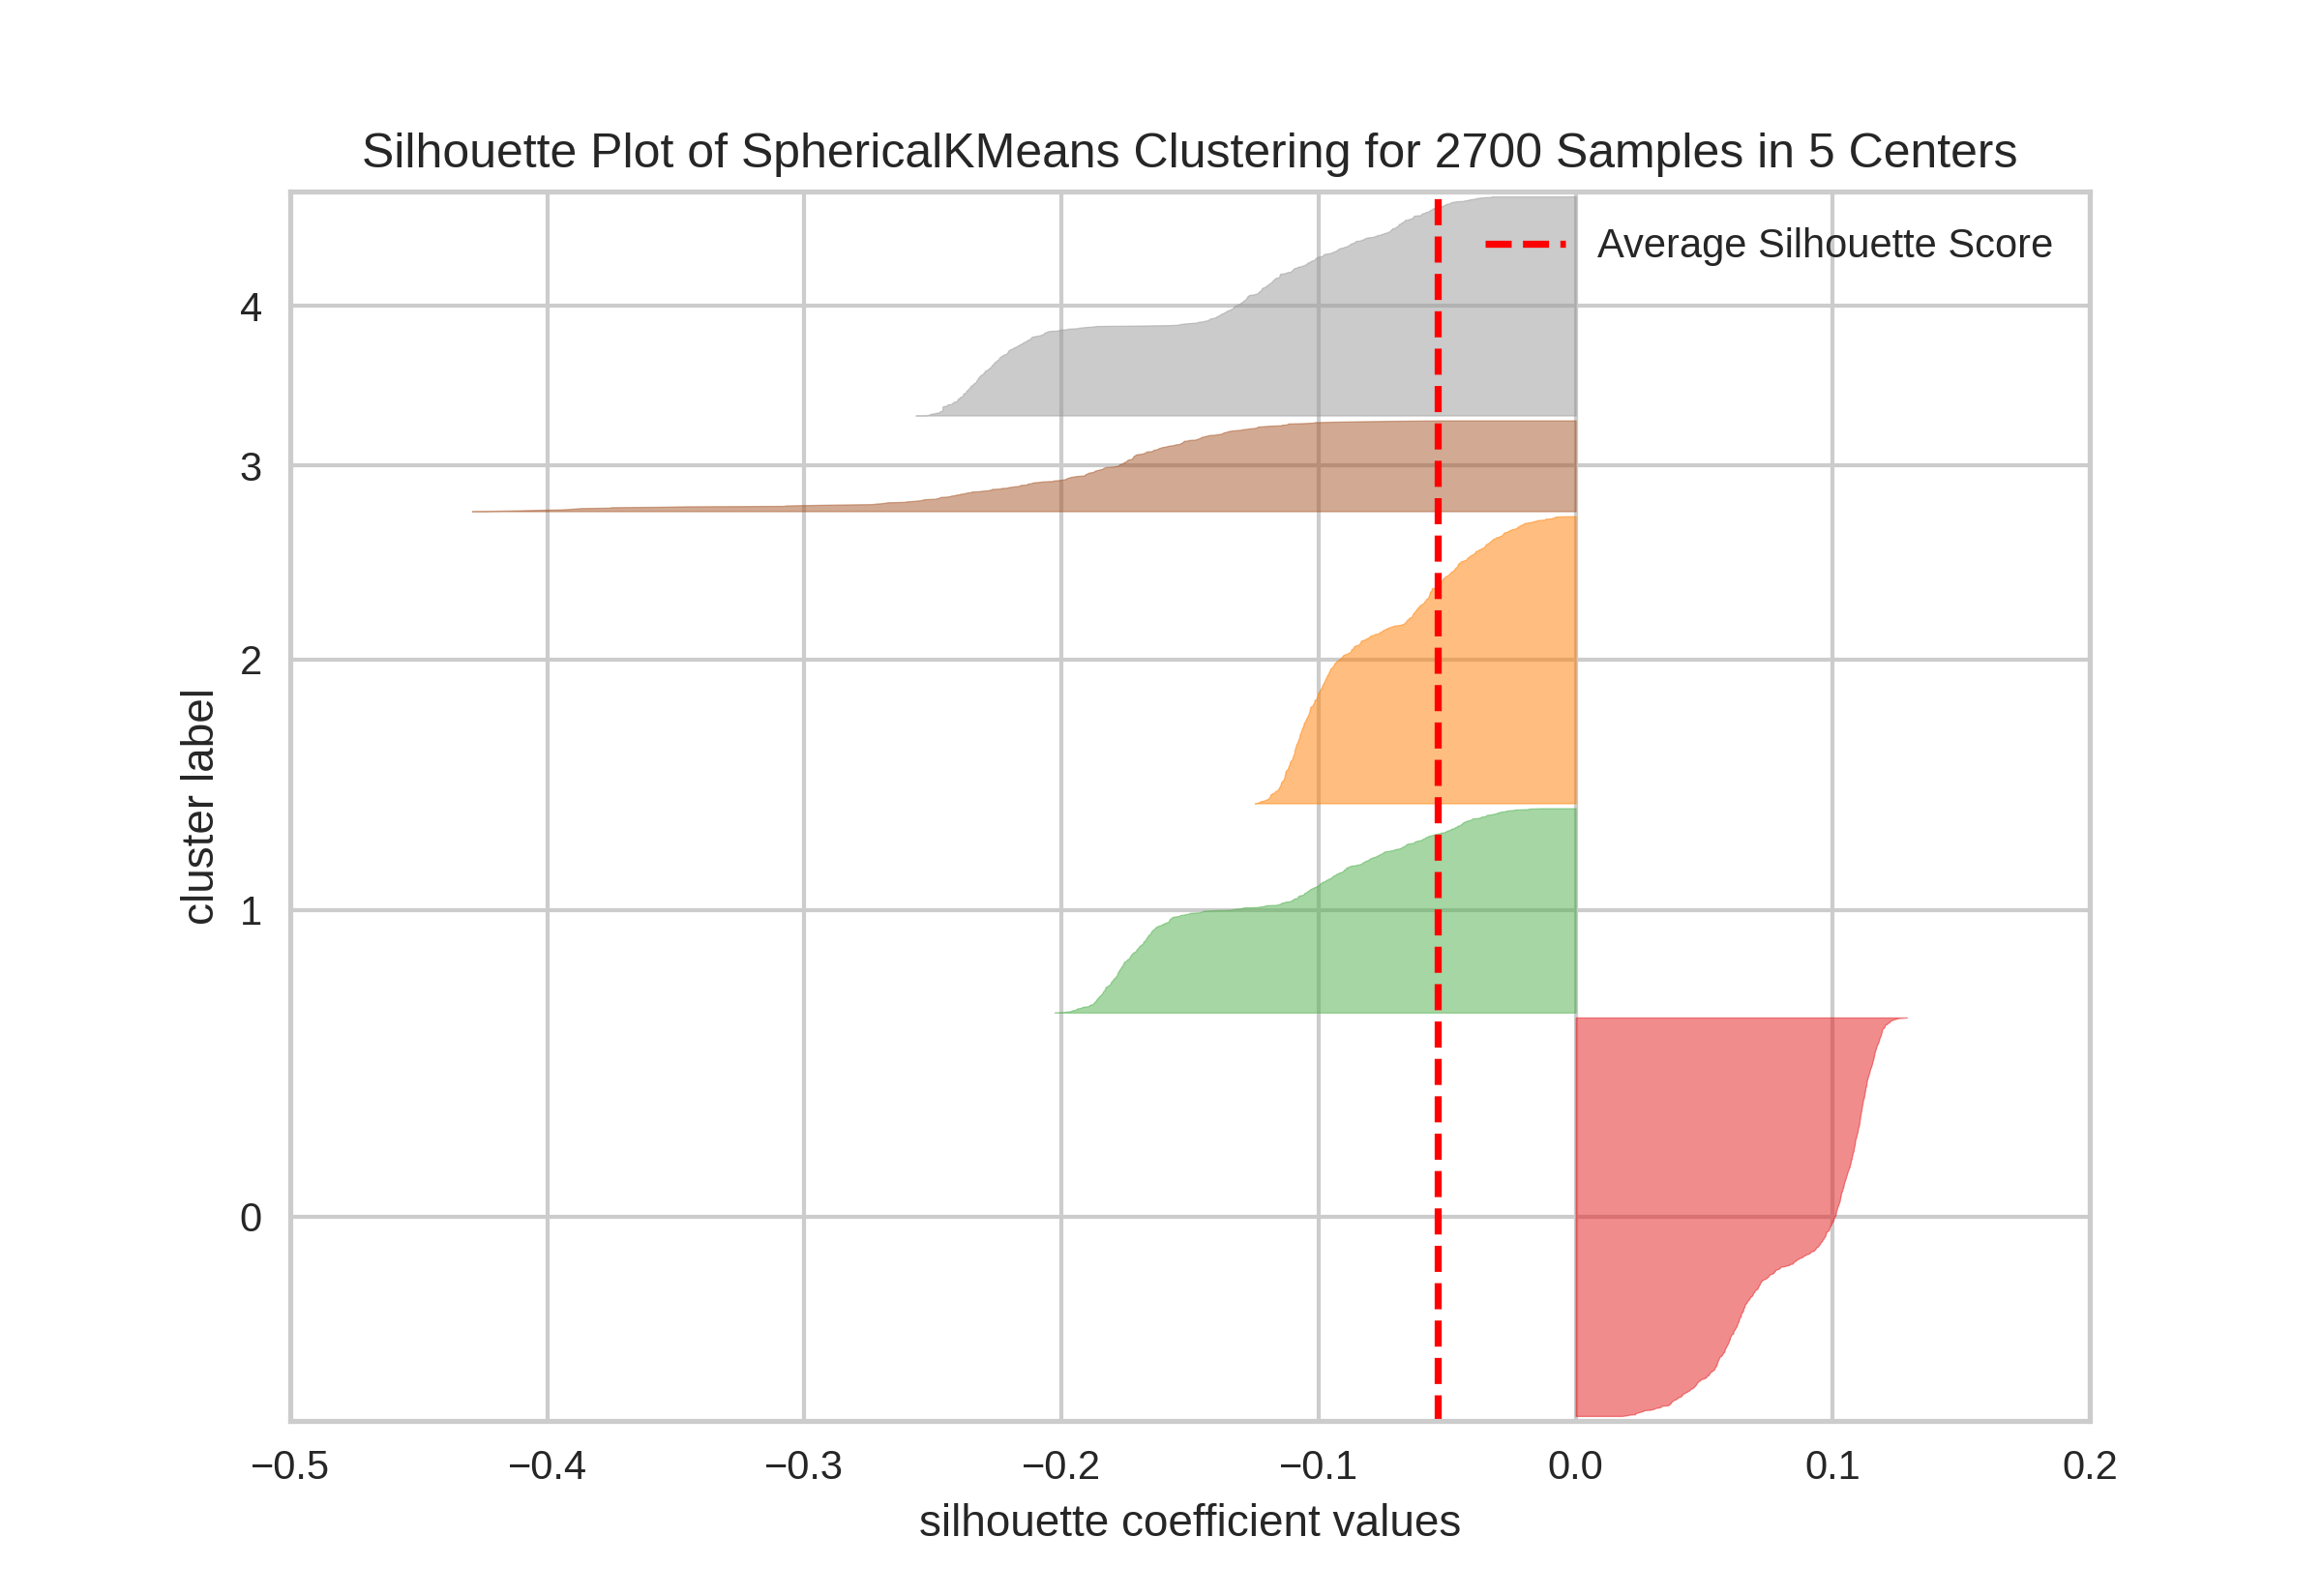 Silhouette Plot of SphericalKMeans Clustering for 2700 Samples in 5 Centers
Average Silhouette Score
4
3
2
1
0
cluster label
−0.5 −0.4 −0.3 −0.2 −0.1 0.0 0.1 0.2
silhouette coefficient values